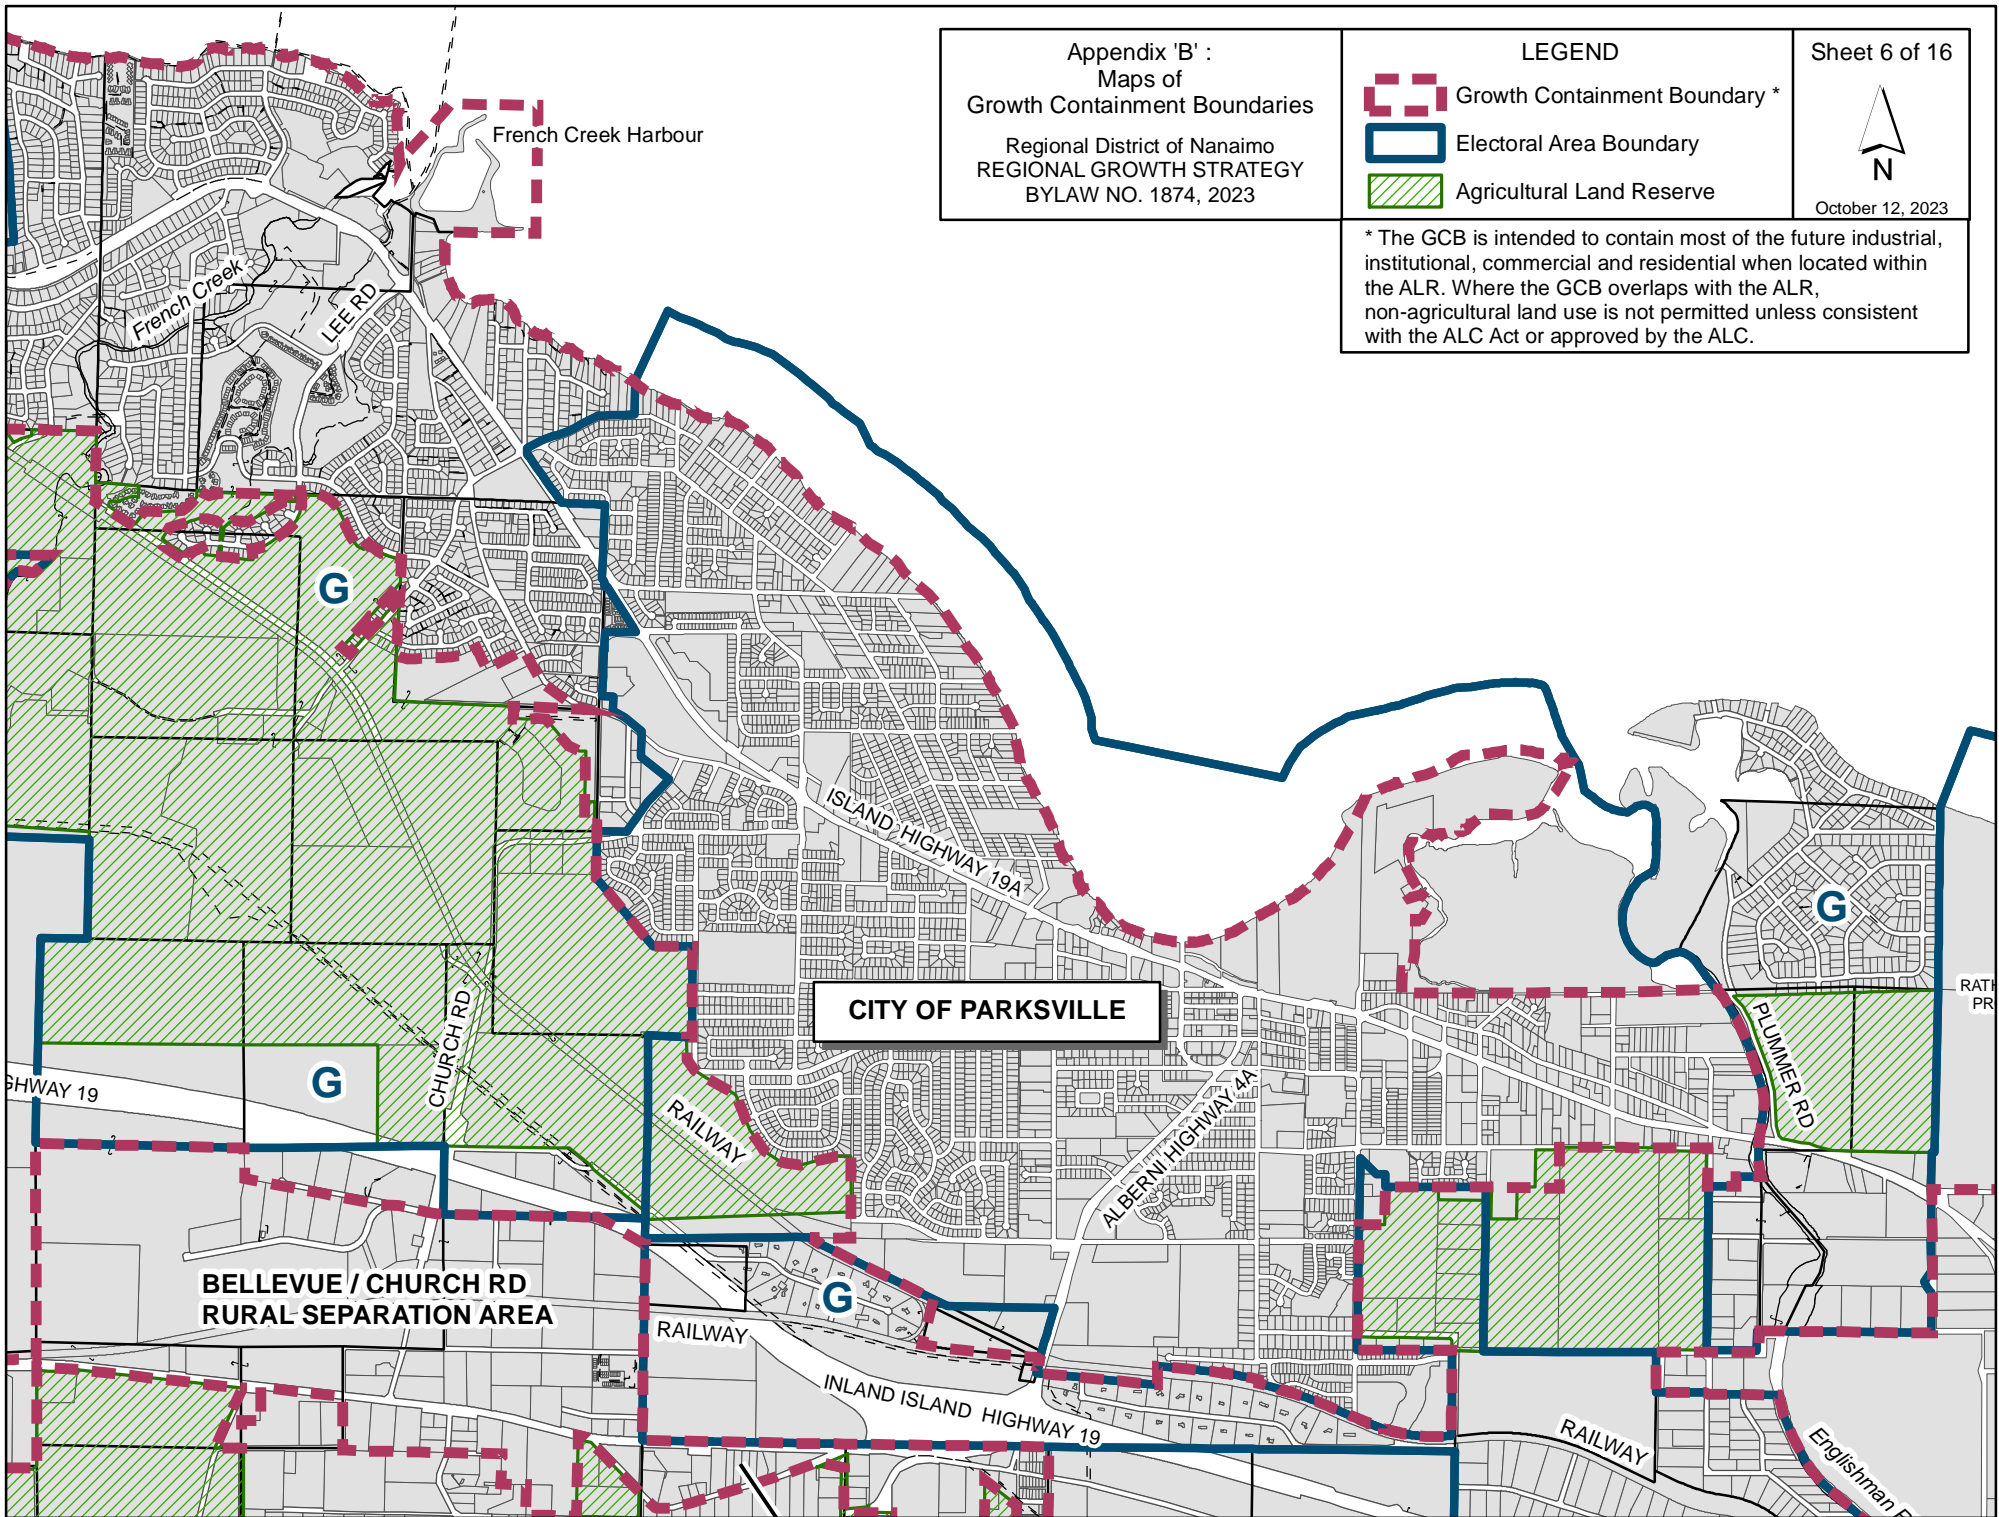 Appendix 'B' :
Maps of
Growth Containment Boundaries
Regional District of Nanaimo
REGIONAL GROWTH STRATEGY
BYLAW NO. 1874, 2023
LEGEND
Growth Containment Boundary *
Electoral Area Boundary
Agricultural Land Reserve
Sheet 6 of 16
N
October 12, 2023
* The GCB is intended to contain most of the future industrial,
institutional, commercial and residential when located within
the ALR. Where the GCB overlaps with the ALR,
non-agricultural land use is not permitted unless consistent
with the ALC Act or approved by the ALC.
French Creek Harbour
French Creek
LEE RD
G
ISLAND HIGHWAY 19A
G
CITY OF PARKSVILLE
RATH
PR
PLUMMER RD
CHURCH RD
G
GHWAY 19
RAILWAY
ALBERNI HIGHWAY 4A
BELLEVUE / CHURCH RD
RURAL SEPARATION AREA
G
RAILWAY
INLAND ISLAND HIGHWAY 19
RAILWAY
Englishman